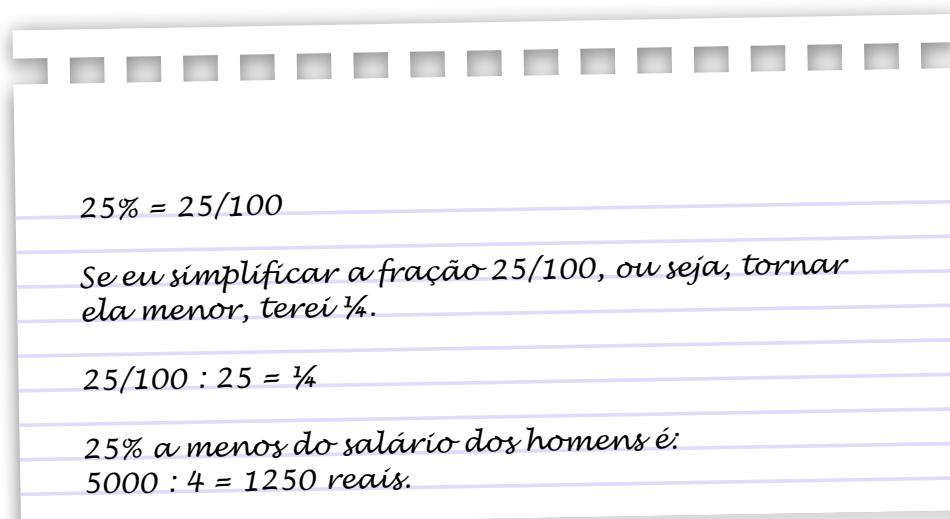 25% = 25/100
Se eu simplificar a fração 25/100, ou seja, tornar
ela menor, terei ¼.
25/100 : 25 = ¼
25% a menos do salário dos homens é:
5000 : 4 = 1250 reais.